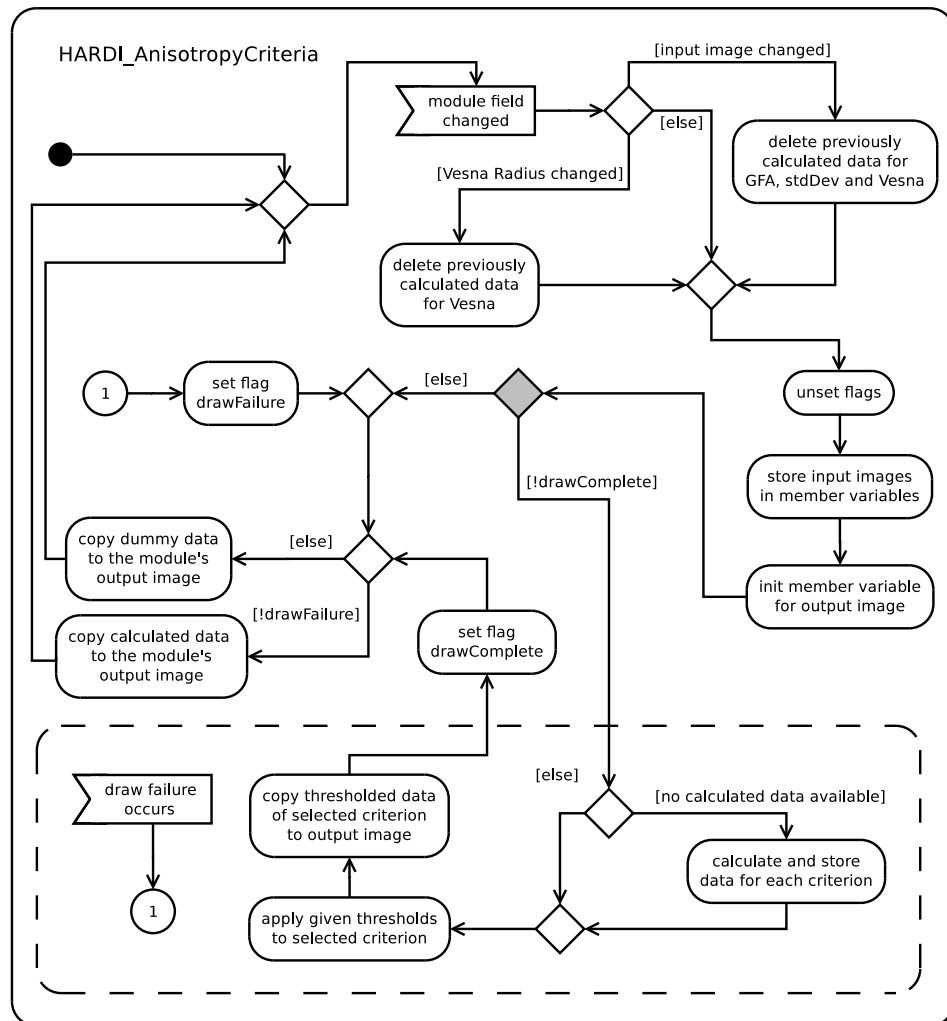 HARDI_AnisotropyCriteria
[input image changed]
module field
changed
[else]
delete previously
calculated data for
GFA, stdDev and Vesna
[Vesna Radius changed]
delete previously
calculated data
for Vesna
1
set flag
drawFailure
[else]
unset flags
[!drawComplete]
store input images
in member variables
copy dummy data
to the module's
output image
[else]
init member variable
for output image
[!drawFailure]
copy calculated data
to the module's
output image
set flag
drawComplete
draw failure
occurs
1
copy thresholded data
of selected criterion
to output image
[else]
[no calculated data available]
calculate and store
data for each criterion
apply given thresholds
to selected criterion